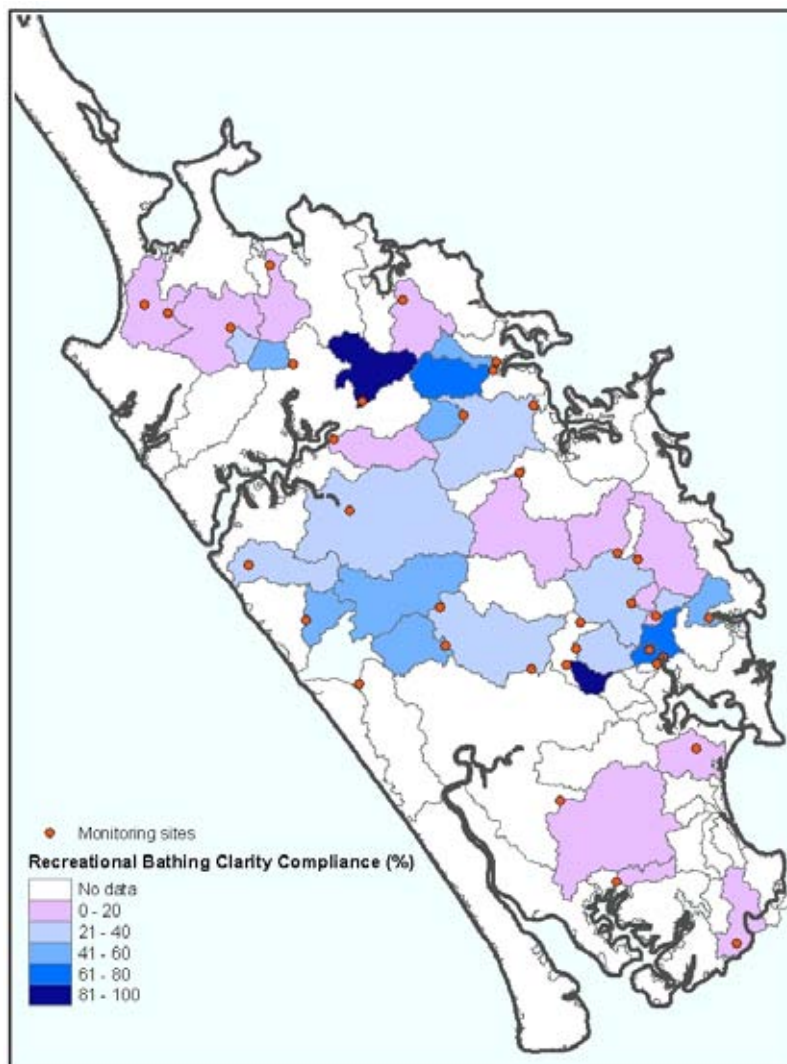 Monitoring sites
Recreational Bathing Clarity Compliance (%)
No data
0 - 20
21 - 40
41 - 60
61 - 80
81 - 100